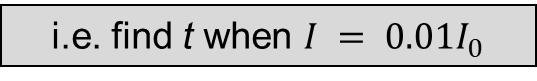 i.e. find t when I = 0.01I₀